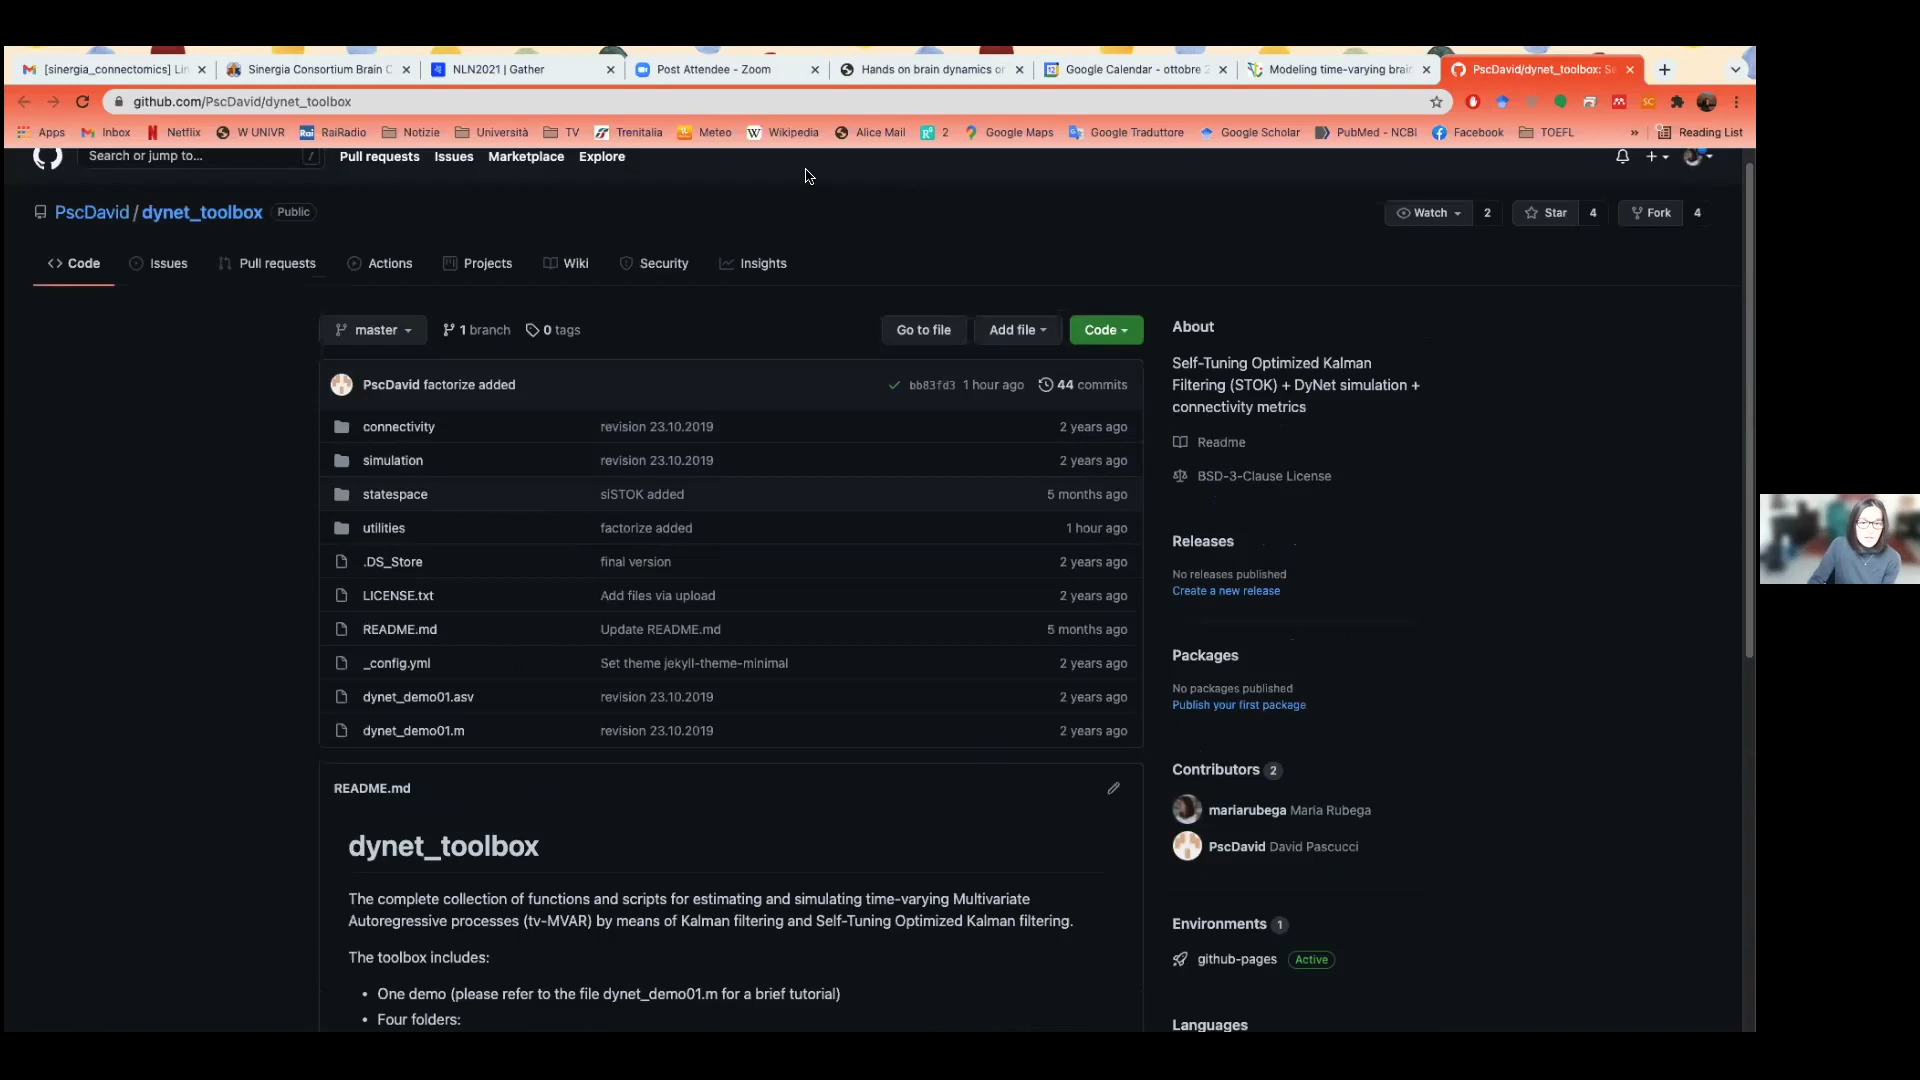 [sinergia_connectomics] Lin
Sinergia Consortium Brain C
NLN2021 | Gather
Post Attendee - Zoom
Hands on brain dynamics or
Google Calendar - ottobre 2
Modeling time-varying brain
PscDavid/dynet_toolbox: Se
github.com/PscDavid/dynet_toolbox
Apps
Inbox
Netflix
W UNIVR
RaiRadio
Notizie
Università
TV
Trenitalia
Meteo
Wikipedia
Alice Mail
2
Google Maps
Google Traduttore
Google Scholar
PubMed - NCBI
Facebook
TOEFL
»
Reading List
Search or jump to...
/
Pull requests
Issues
Marketplace
Explore
PscDavid / dynet_toolbox
Public
Watch
2
Star
4
Fork
4
Code
Issues
Pull requests
Actions
Projects
Wiki
Security
Insights
master
1 branch
0 tags
Go to file
Add file
Code
PscDavid factorize added
bb83fd3 1 hour ago
44 commits
connectivity
revision 23.10.2019
2 years ago
simulation
revision 23.10.2019
2 years ago
statespace
siSTOK added
5 months ago
utilities
factorize added
1 hour ago
.DS_Store
final version
2 years ago
LICENSE.txt
Add files via upload
2 years ago
README.md
Update README.md
5 months ago
_config.yml
Set theme jekyll-theme-minimal
2 years ago
dynet_demo01.asv
revision 23.10.2019
2 years ago
dynet_demo01.m
revision 23.10.2019
2 years ago
README.md
dynet_toolbox
The complete collection of functions and scripts for estimating and simulating time-varying Multivariate
Autoregressive processes (tv-MVAR) by means of Kalman filtering and Self-Tuning Optimized Kalman filtering.
The toolbox includes:
• One demo (please refer to the file dynet_demo01.m for a brief tutorial)
• Four folders:
About
Self-Tuning Optimized Kalman
Filtering (STOK) + DyNet simulation +
connectivity metrics
Readme
BSD-3-Clause License
Releases
No releases published
Create a new release
Packages
No packages published
Publish your first package
Contributors 2
mariarubega Maria Rubega
PscDavid David Pascucci
Environments 1
github-pages
Active
Languages